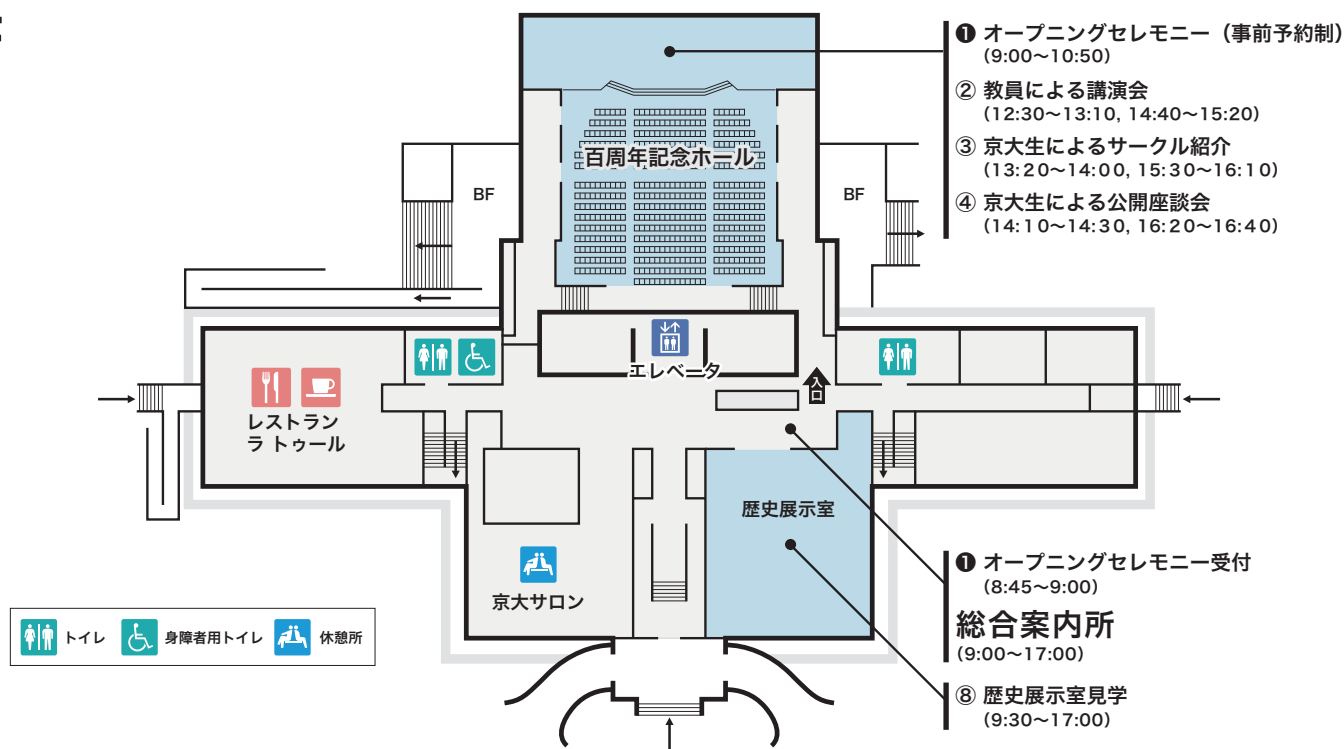 ❶ オープニングセレモニー（事前予約制）
(9:00〜10:50)
② 教員による講演会
(12:30〜13:10, 14:40〜15:20)
③ 京大生によるサークル紹介
(13:20〜14:00, 15:30〜16:10)
④ 京大生による公開座談会
(14:10〜14:30, 16:20〜16:40)
百周年記念ホール
BF
BF
エレベータ
入口
レストラン
ラ トゥール
歴史展示室
京大サロン
❶ オープニングセレモニー受付
(8:45〜9:00)
総合案内所
(9:00〜17:00)
⑧ 歴史展示室見学
(9:30〜17:00)
トイレ 身障者用トイレ 休憩所